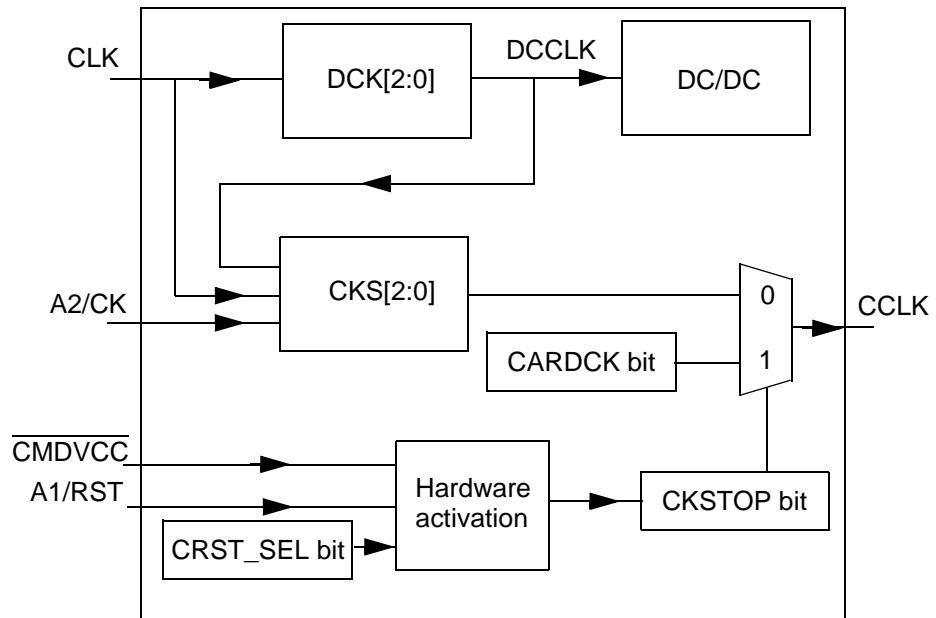 CLK
DCK[2:0]
DCCLK
DC/DC
A2/CK
CKS[2:0]
0
CCLK
CARDCK bit
1
CMDVCC
A1/RST
Hardware
activation
CKSTOP bit
CRST_SEL bit